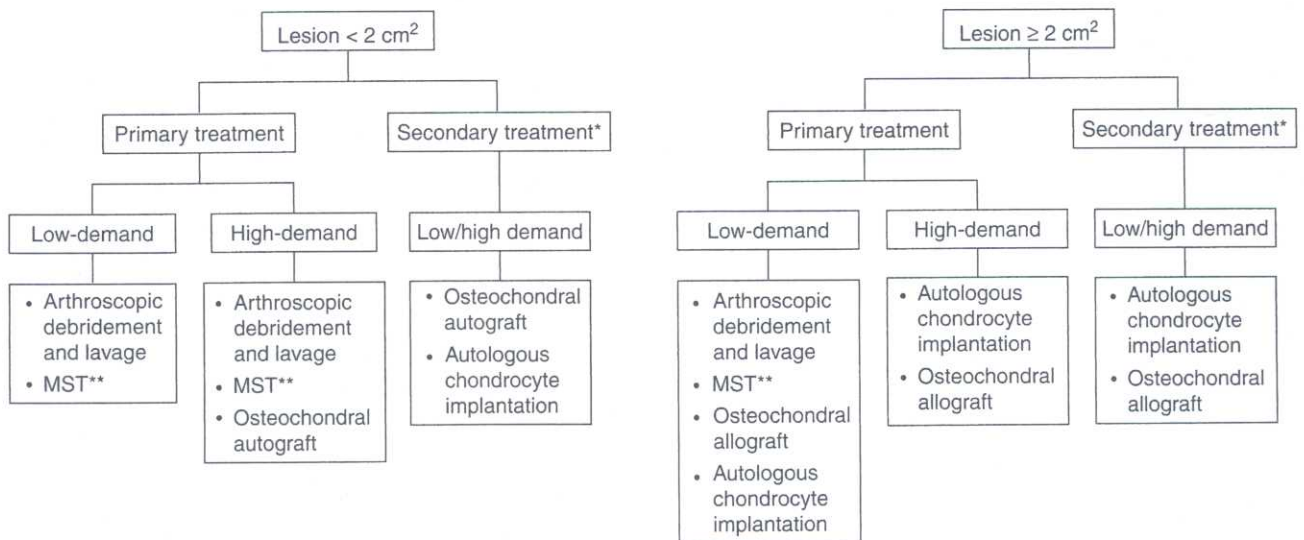 Lesion < 2 cm²
Primary treatment
Secondary treatment*
Low-demand
High-demand
Low/high demand
• Arthroscopic
debridement
and lavage
• MST**
• Arthroscopic
debridement
and lavage
• MST**
• Osteochondral
autograft
• Osteochondral
autograft
• Autologous
chondrocyte
implantation
Lesion ≥ 2 cm²
Primary treatment
Secondary treatment*
Low-demand
High-demand
Low/high demand
• Arthroscopic
debridement
and lavage
• MST**
• Osteochondral
allograft
• Autologous
chondrocyte
implantation
• Autologous
chondrocyte
implantation
• Osteochondral
allograft
• Autologous
chondrocyte
implantation
• Osteochondral
allograft